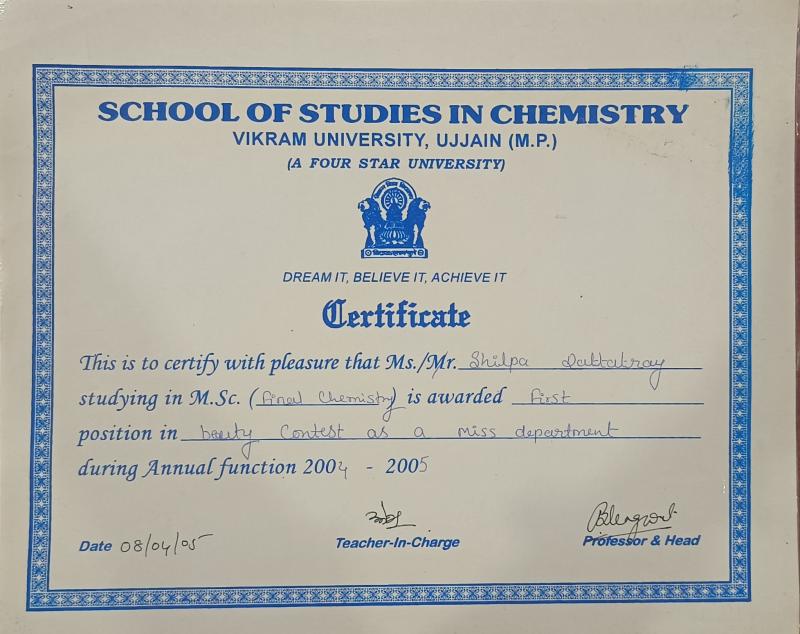 SCHOOL OF STUDIES IN CHEMISTRY
VIKRAM UNIVERSITY, UJJAIN (M.P.)
(A FOUR STAR UNIVERSITY)
DREAM IT, BELIEVE IT, ACHIEVE IT
Certificate
This is to certify with pleasure that Ms./Mr. Shilpa Dattatray
studying in M.Sc. (final Chemistry) is awarded first
position in beauty Contest as a miss department
during Annual function 2004 - 2005
Date 08/04/05 Teacher-In-Charge Professor & Head